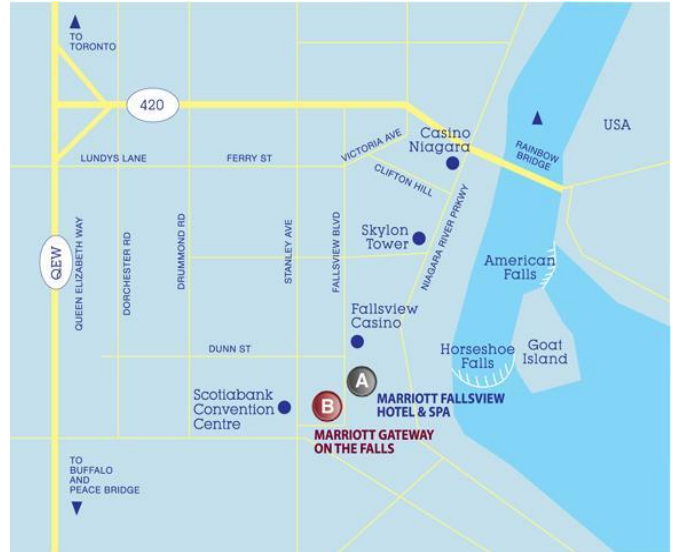 TO
TORONTO
420
LUNDYS LANE
FERRY ST
VICTORIA AVE
CLIFTON HILL
Casino
Niagara
RAINBOW
BRIDGE
USA
QEW
QUEEN ELIZABETH WAY
DORCHESTER RD
DRUMMOND RD
STANLEY AVE
FALLSVIEW BLVD
Skylon
Tower
NIAGARA RIVER PRKWY
American
Falls
Fallsview
Casino
DUNN ST
Horseshoe
Falls
Goat
Island
A
MARRIOTT FALLSVIEW
HOTEL & SPA
Scotiabank
Convention
Centre
B
MARRIOTT GATEWAY
ON THE FALLS
TO
BUFFALO
AND
PEACE BRIDGE